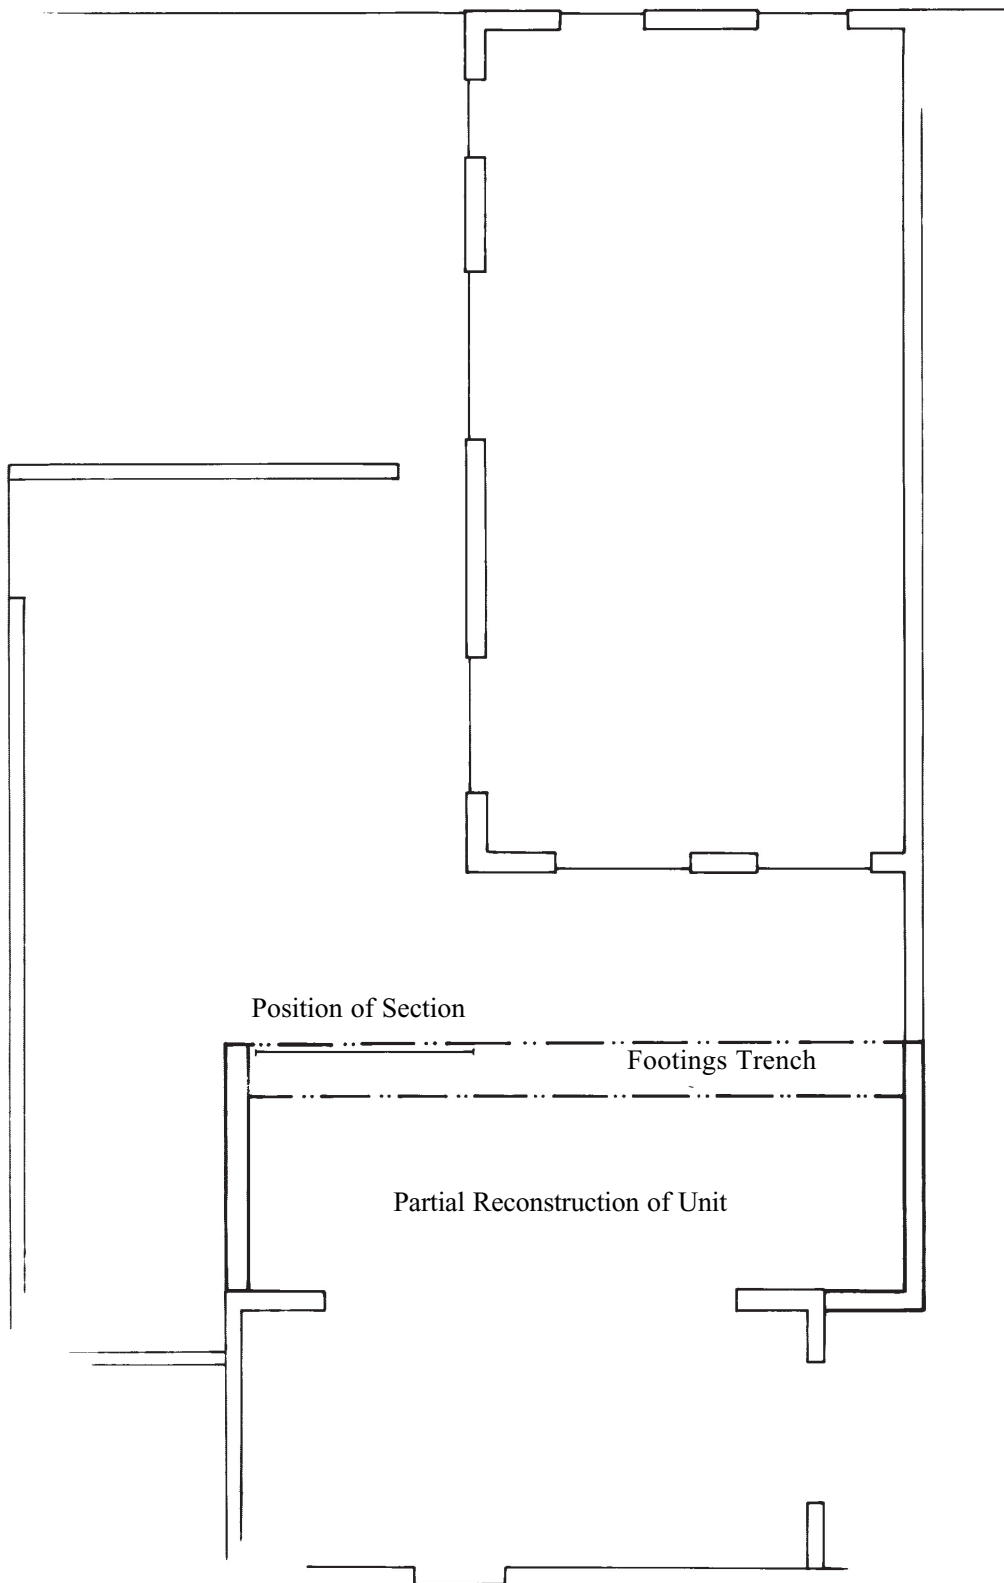 Position of Section
Footings Trench
Partial Reconstruction of Unit